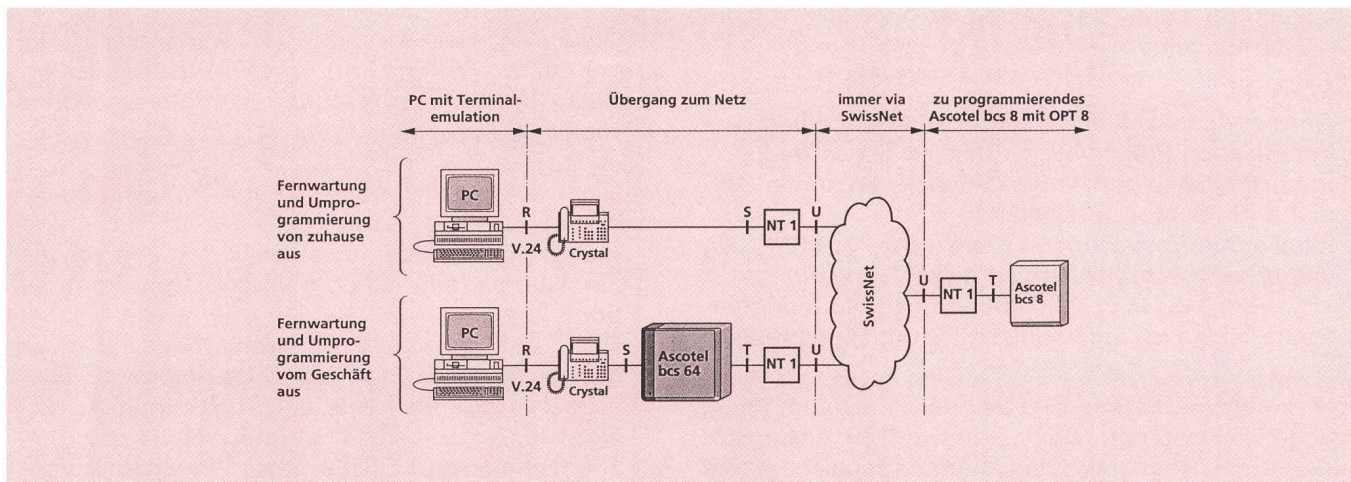 PC mit Terminal-
emulation
Übergang zum Netz
immer via
SwissNet
zu programmierendes
Ascotel bcs 8 mit OPT 8
Fernwartung
und Umpro-
grammierung
von zuhause
aus
PC
R
V.24
Crystal
S
NT 1
U
SwissNet
U
NT 1
T
Ascotel
bcs 8
Fernwartung
und Umpro-
grammierung
vom Geschäft
aus
PC
R
V.24
Crystal
S
Ascotel
bcs 64
T
NT 1
U